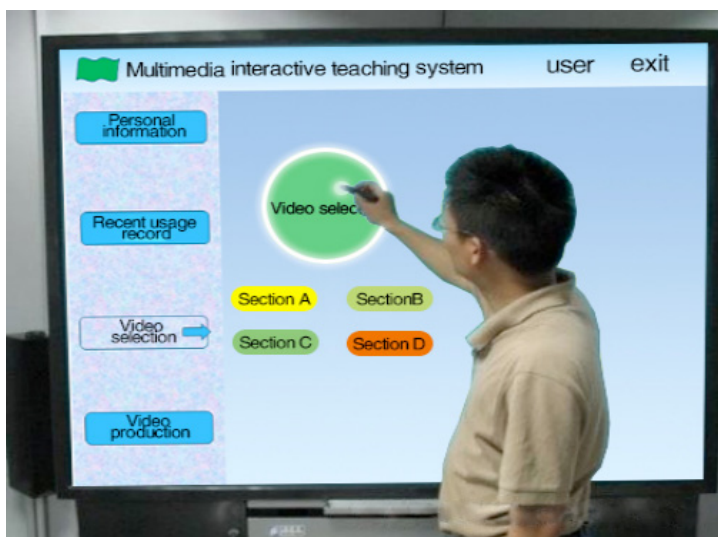 Multimedia interactive teaching system
user
exit
Personal
information
Recent usage
record
Video
selection
Video
production
Video selec
Section A
SectionB
Section C
Section D